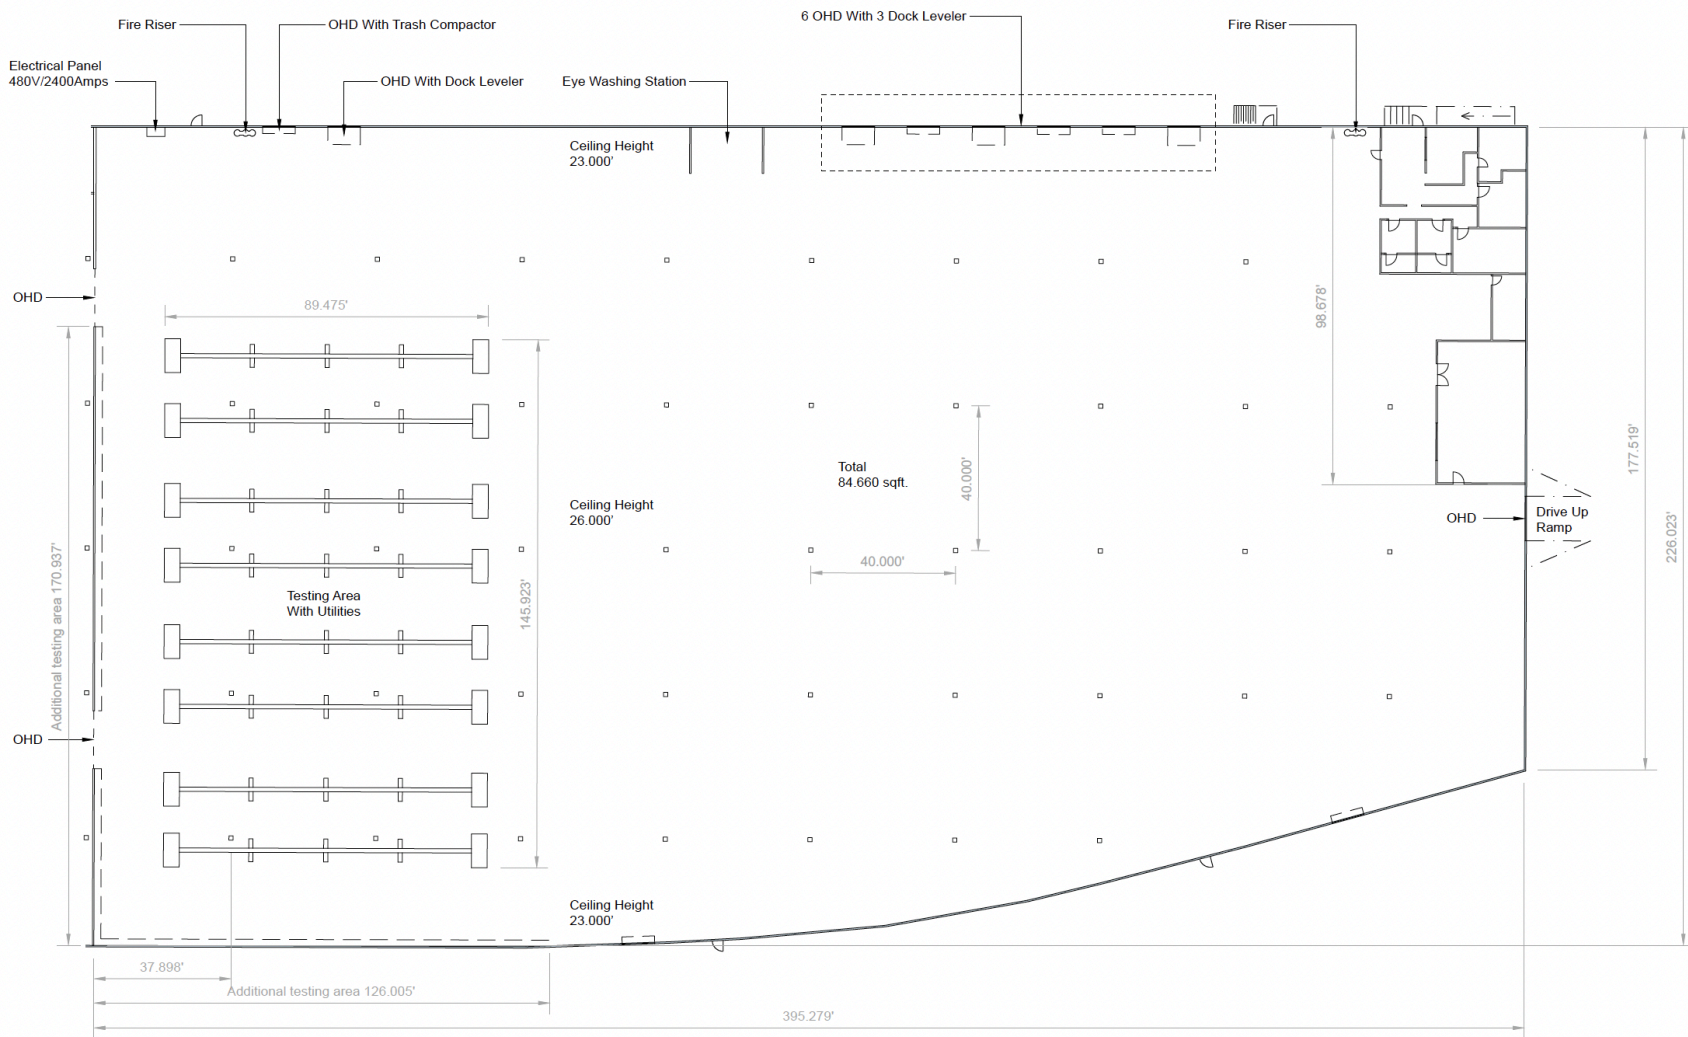 6 OHD With 3 Dock Leveler
Fire Riser
OHD With Trash Compactor
Fire Riser
Electrical Panel
480V/2400Amps
OHD With Dock Leveler
Eye Washing Station
Ceiling Height
23.000'
OHD
89.475'
98.678'
177.519'
Total
84.660 sqft.
40.000'
Ceiling Height
26.000'
OHD
Drive Up
Ramp
226.023'
40.000'
Additional testing area 170.937'
Testing Area
With Utilities
145.923'
OHD
Ceiling Height
23.000'
37.898'
Additional testing area 126.005'
395.279'